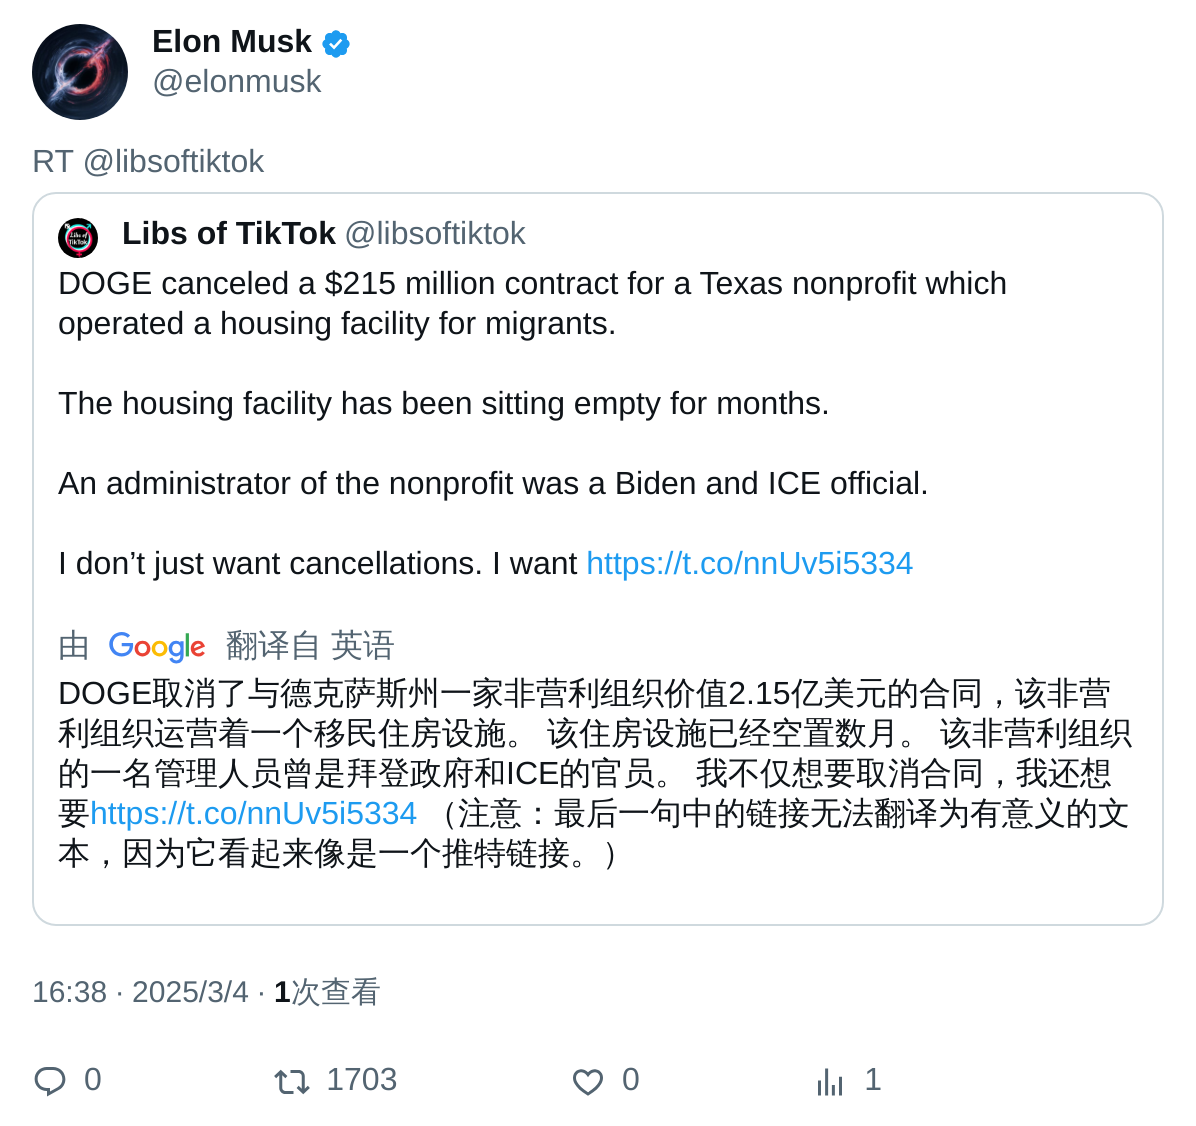 Elon Musk
@elonmusk
RT @libsoftiktok
Libs of TikTok
Libs of TikTok @libsoftiktok
DOGE canceled a $215 million contract for a Texas nonprofit which
operated a housing facility for migrants.
The housing facility has been sitting empty for months.
An administrator of the nonprofit was a Biden and ICE official.
I don’t just want cancellations. I want https://t.co/nnUv5i5334
由 Google 翻译自 英语
DOGE取消了与德克萨斯州一家非营利组织价值2.15亿美元的合同，该非营
利组织运营着一个移民住房设施。 该住房设施已经空置数月。 该非营利组织
的一名管理人员曾是拜登政府和ICE的官员。 我不仅想要取消合同，我还想
要https://t.co/nnUv5i5334 （注意：最后一句中的链接无法翻译为有意义的文
本，因为它看起来像是一个推特链接。）
16:38 · 2025/3/4 · 1次查看
0 1703 0 1